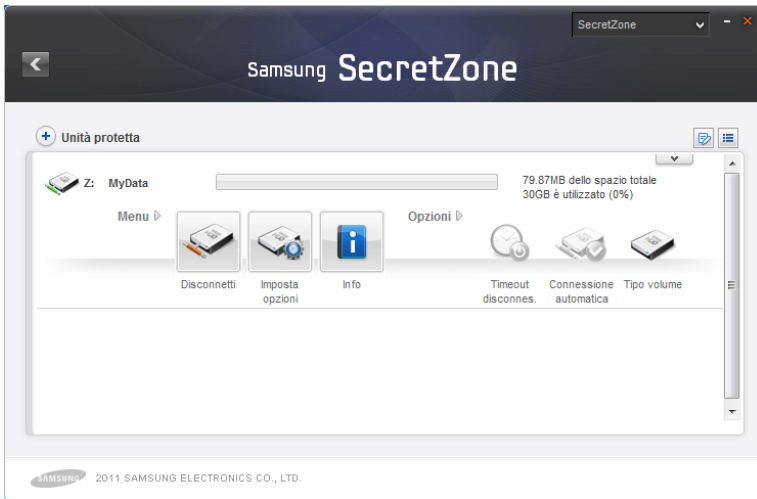 SecretZone
Samsung SecretZone
Unità protetta
Z: MyData
79.87MB dello spazio totale
30GB è utilizzato (0%)
Menu
Opzioni
Disconnetti
Imposta
opzioni
Info
Timeout
disconnes.
Connessione
automatica
Tipo volume
SAMSUNG 2011 SAMSUNG ELECTRONICS CO., LTD.